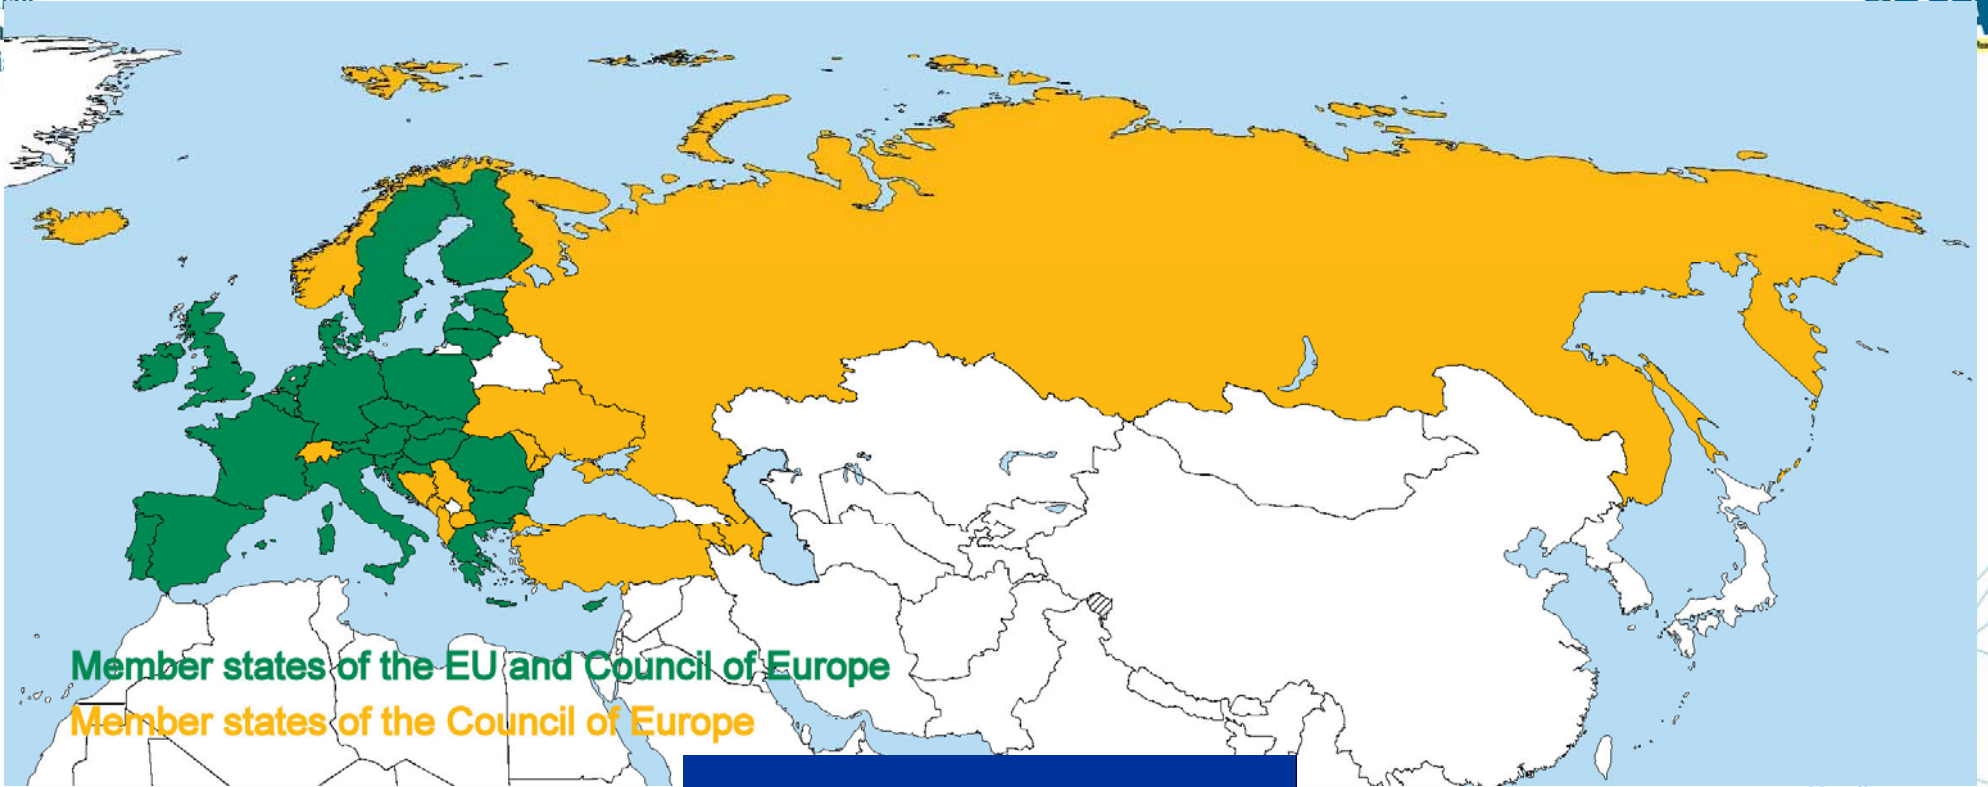 Member states of the EU and Council of Europe
Member states of the Council of Europe